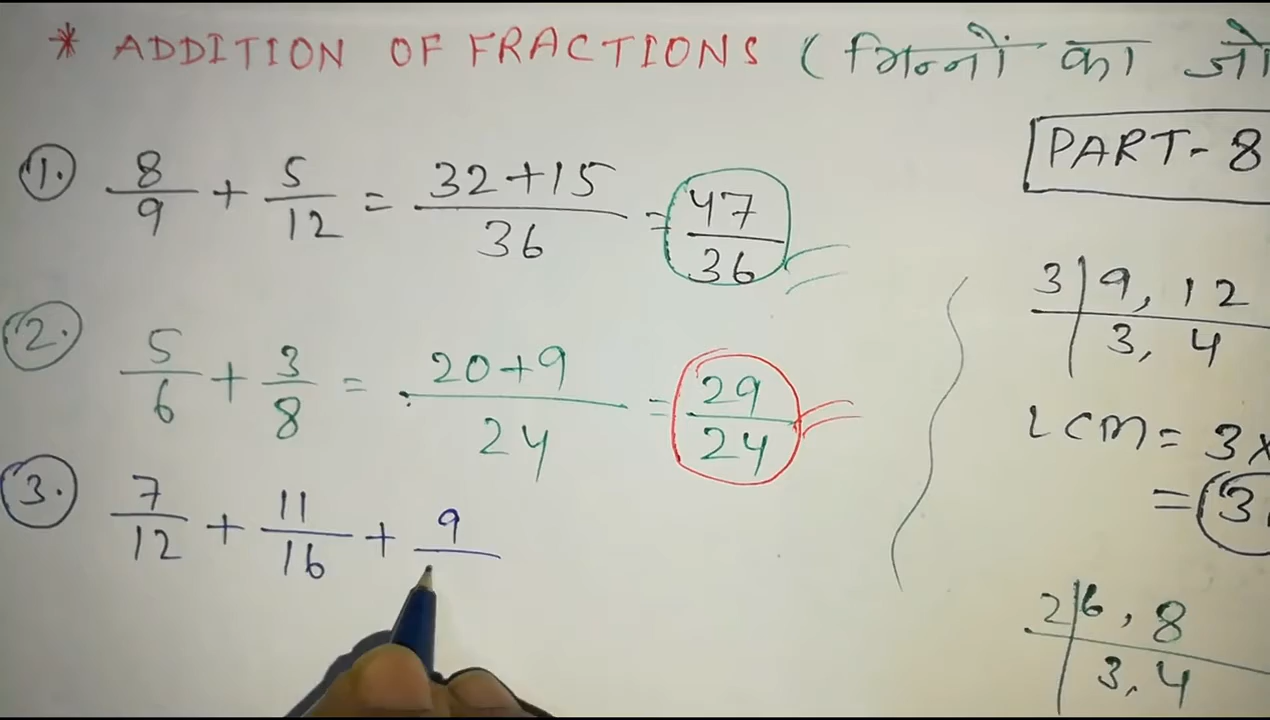 * ADDITION OF FRACTIONS (भिन्नों का जो
PART-8
1. 8/9 + 5/12 = 32+15/36 = 47/36
3 | 9, 12
3, 4
LCM = 3×
= 3
2. 5/6 + 3/8 = 20+9/24 = 29/24
3. 7/12 + 11/16 + 9/
2 | 6, 8
3, 4